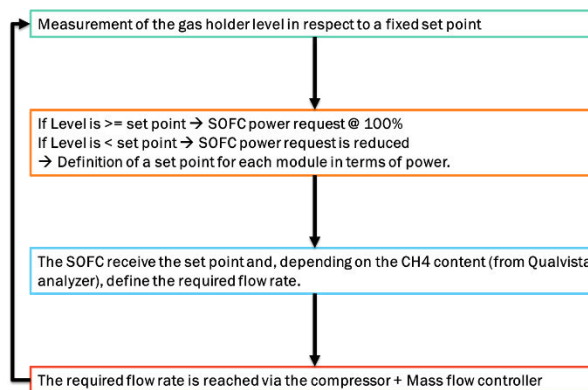 Measurement of the gas holder level in respect to a fixed set point
If Level is >= set point → SOFC power request @ 100%
If Level is < set point → SOFC power request is reduced
→ Definition of a set point for each module in terms of power.
The SOFC receive the set point and, depending on the CH4 content (from Qualvista
analyzer), define the required flow rate.
The required flow rate is reached via the compressor + Mass flow controller